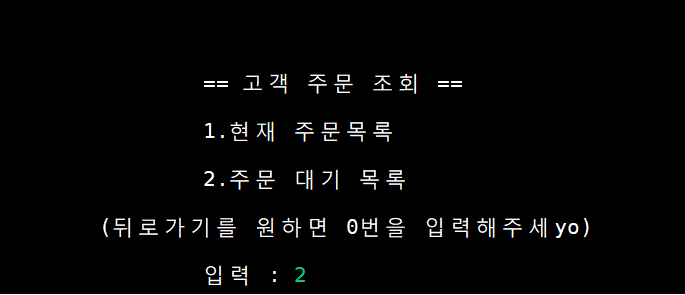 == 고객 주문 조회 ==
1.현재 주문목록
2.주문 대기 목록
(뒤로가기를 원하면 0번을 입력해주세yo)
입력 : 2